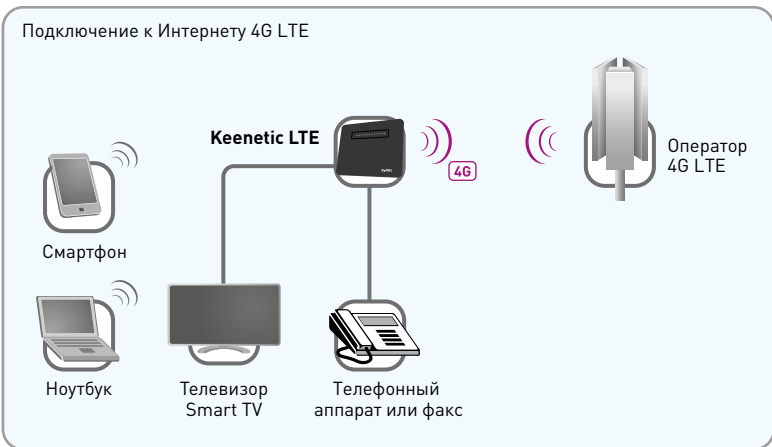 Подключение к Интернету 4G LTE
Keenetic LTE
ZyXEL
4G
Оператор
4G LTE
Смартфон
Ноутбук
Телевизор
Smart TV
Телефонный
аппарат или факс